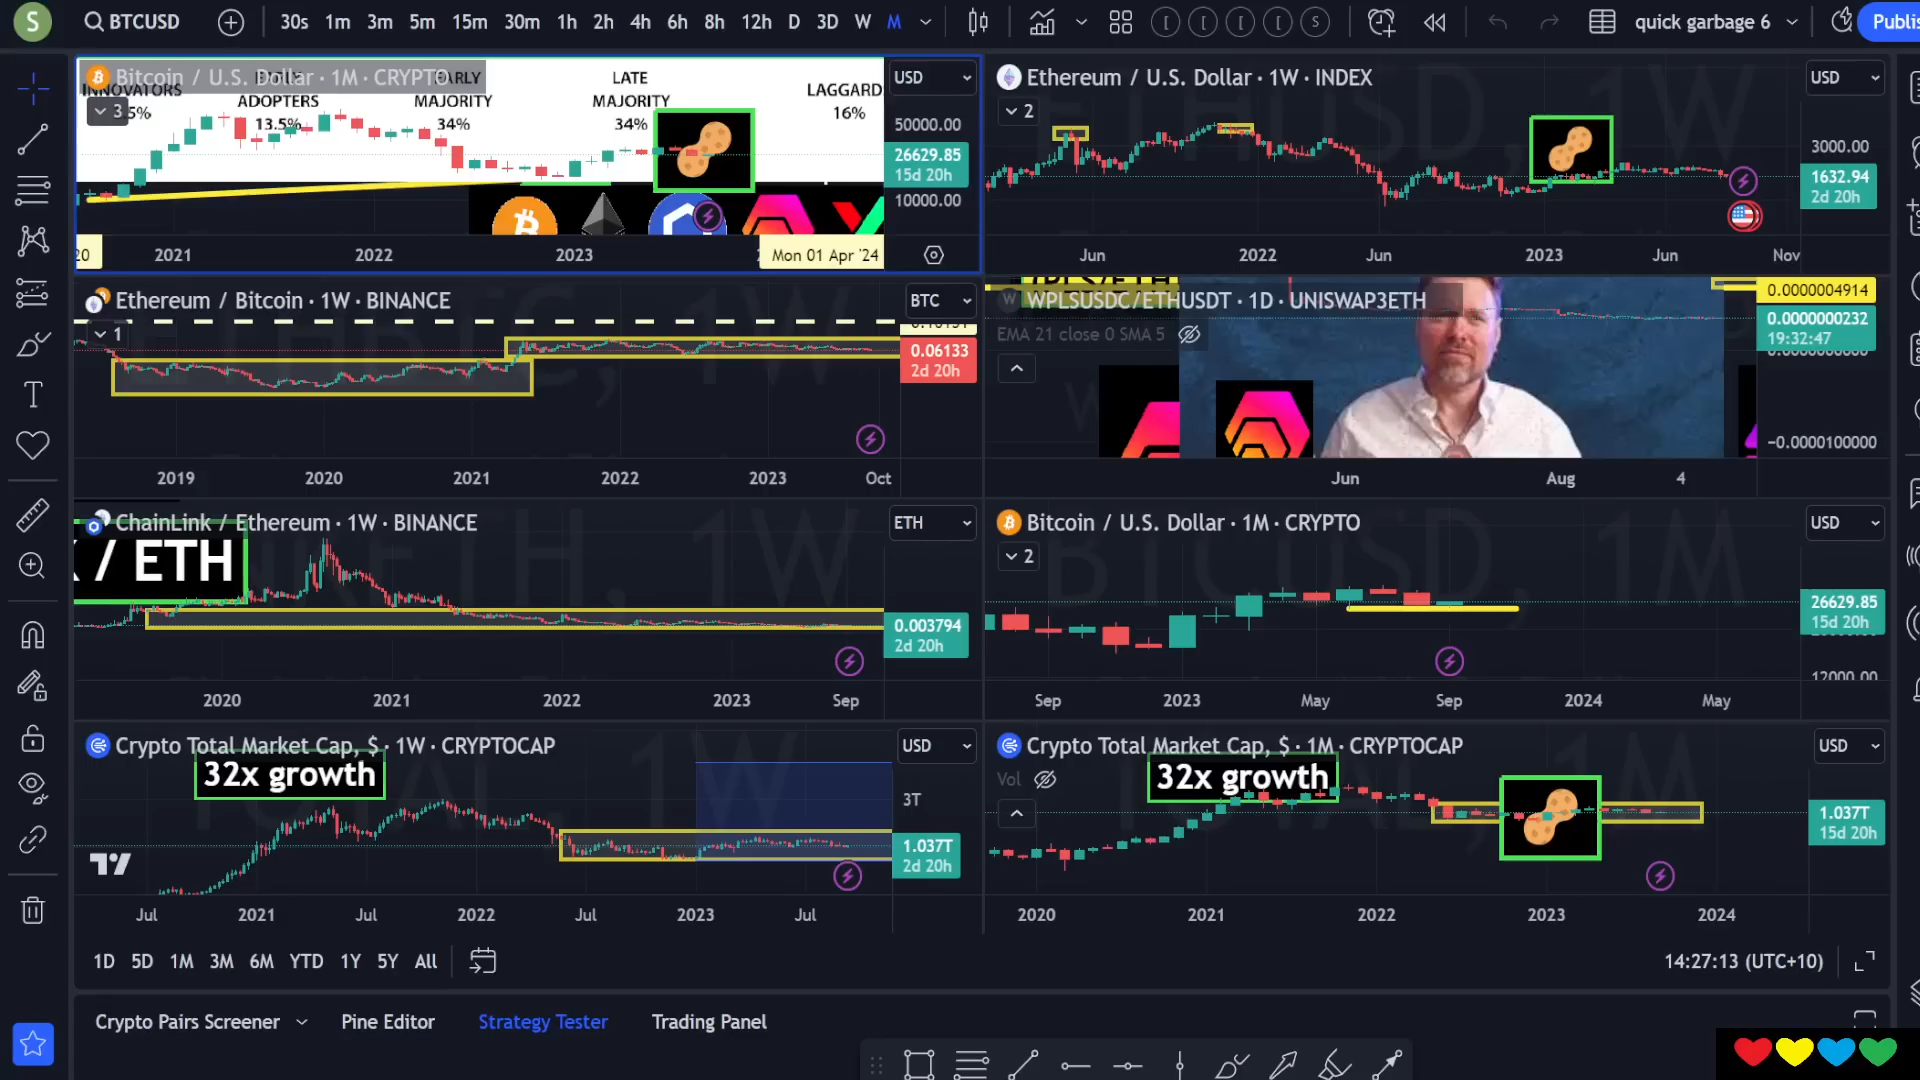 S
BTCUSD
30s 1m 3m 5m 15m 30m 1h 2h 4h 6h 8h 12h D 3D W M
S
quick garbage 6
Publis
Bitcoin / U.S. Dollar · 1M · CRYPTO
USD
INNOVATORS
ADOPTERS
13.5%
EARLY
MAJORITY
34%
LATE
MAJORITY
34%
LAGGARD
16%
3
50000.00
26629.85
15d 20h
10000.00
20
2021 2022 2023
Mon 01 Apr '24
Ethereum / U.S. Dollar · 1W · INDEX
USD
2
3000.00
1632.94
2d 20h
Jun 2022 Jun 2023 Jun Nov
Ethereum / Bitcoin · 1W · BINANCE
BTC
1
0.06133
2d 20h
2019 2020 2021 2022 2023 Oct
WPLSUSDC/ETHUSDT · 1D · UNISWAP3ETH
EMA 21 close 0 SMA 5
0.0000004914
0.0000000232
19:32:47
−0.0000100000
Jun Aug 4
ChainLink / Ethereum · 1W · BINANCE
ETH
/ ETH
0.003794
2d 20h
2020 2021 2022 2023 Sep
Bitcoin / U.S. Dollar · 1M · CRYPTO
USD
2
26629.85
15d 20h
12000.00
Sep 2023 May Sep 2024 May
Crypto Total Market Cap, $ · 1W · CRYPTOCAP
USD
32x growth
3T
1.037T
2d 20h
Jul 2021 Jul 2022 Jul 2023 Jul
Crypto Total Market Cap, $ · 1M · CRYPTOCAP
USD
Vol
32x growth
1.037T
15d 20h
2020 2021 2022 2023 2024
1D 5D 1M 3M 6M YTD 1Y 5Y All
14:27:13 (UTC+10)
Crypto Pairs Screener Pine Editor Strategy Tester Trading Panel